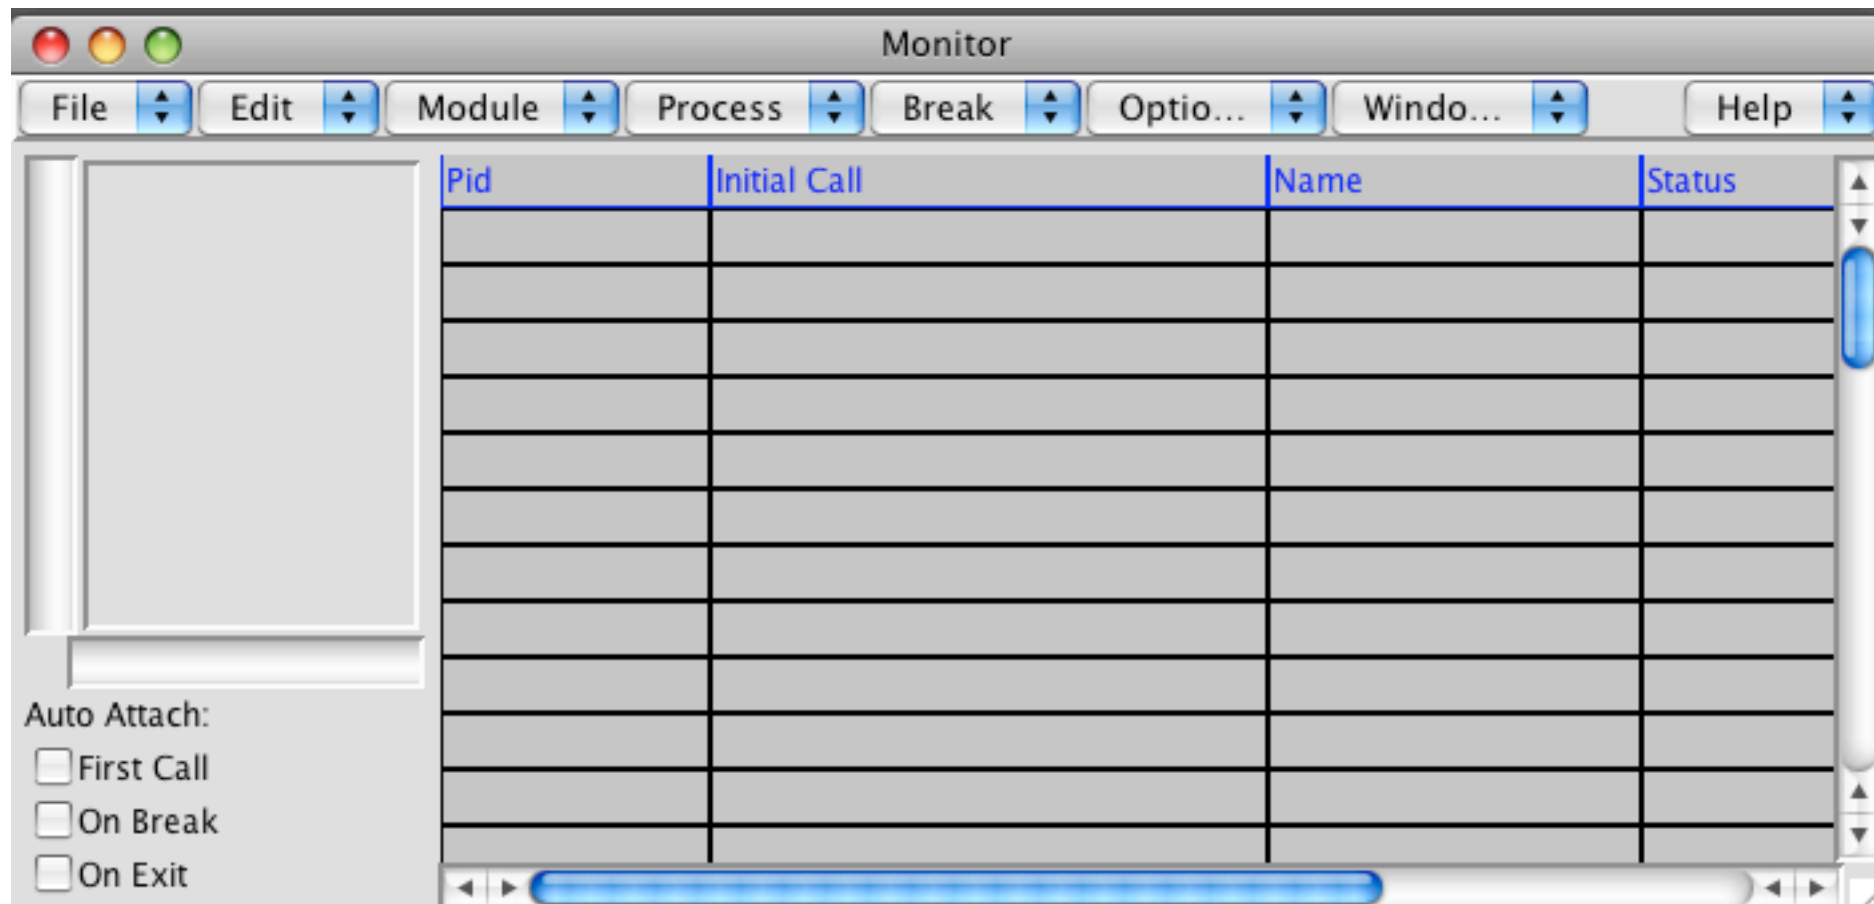 Monitor
File Edit Module Process Break Optio... Windo... Help
Pid Initial Call Name Status
Auto Attach:
First Call
On Break
On Exit